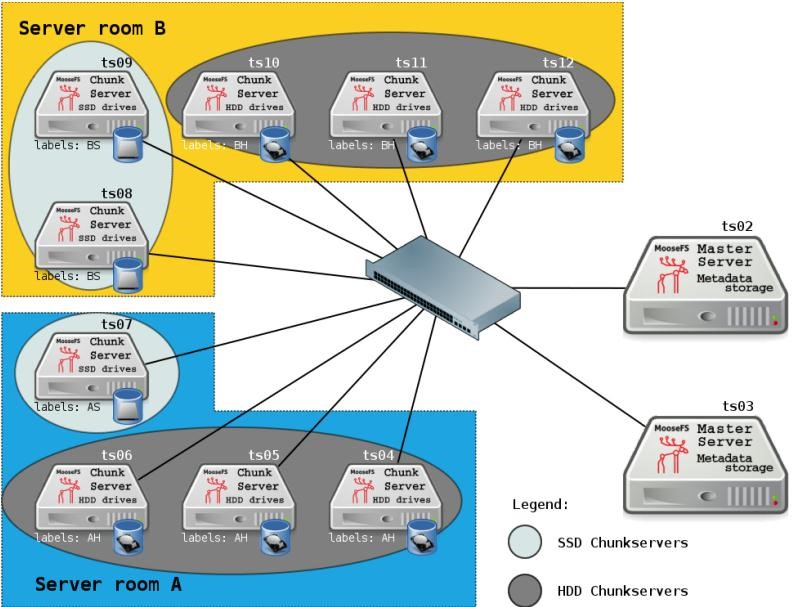 Server room B
ts09
MooseFS Chunk
Server
SSD drives
labels: BS
ts10
MooseFS Chunk
Server
HDD drives
labels: BH
ts11
MooseFS Chunk
Server
HDD drives
labels: BH
ts12
MooseFS Chunk
Server
HDD drives
labels: BH
ts08
MooseFS Chunk
Server
SSD drives
labels: BS
ts02
MooseFS Master
Server
Metadata
storage
ts07
MooseFS Chunk
Server
SSD drives
labels: AS
ts03
MooseFS Master
Server
Metadata
storage
ts06
MooseFS Chunk
Server
HDD drives
labels: AH
ts05
MooseFS Chunk
Server
HDD drives
labels: AH
ts04
MooseFS Chunk
Server
HDD drives
labels: AH
Server room A
Legend:
SSD Chunkservers
HDD Chunkservers